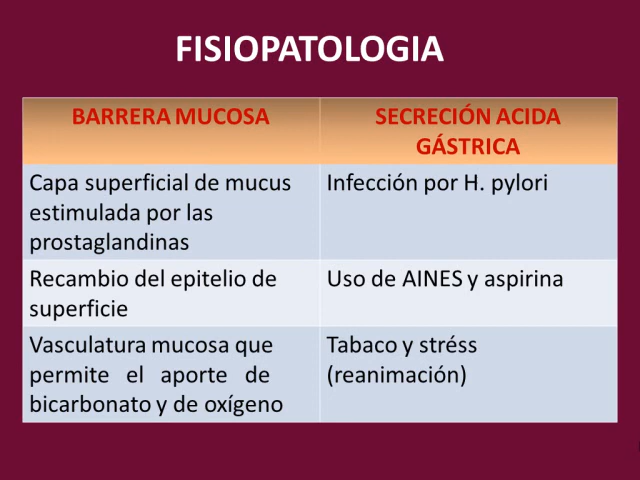 FISIOPATOLOGIA
BARRERA MUCOSA
SECRECIÓN ACIDA
GÁSTRICA
Capa superficial de mucus
estimulada por las
prostaglandinas
Infección por H. pylori
Recambio del epitelio de
superficie
Uso de AINES y aspirina
Vasculatura mucosa que
permite el aporte de
bicarbonato y de oxígeno
Tabaco y stréss
(reanimación)